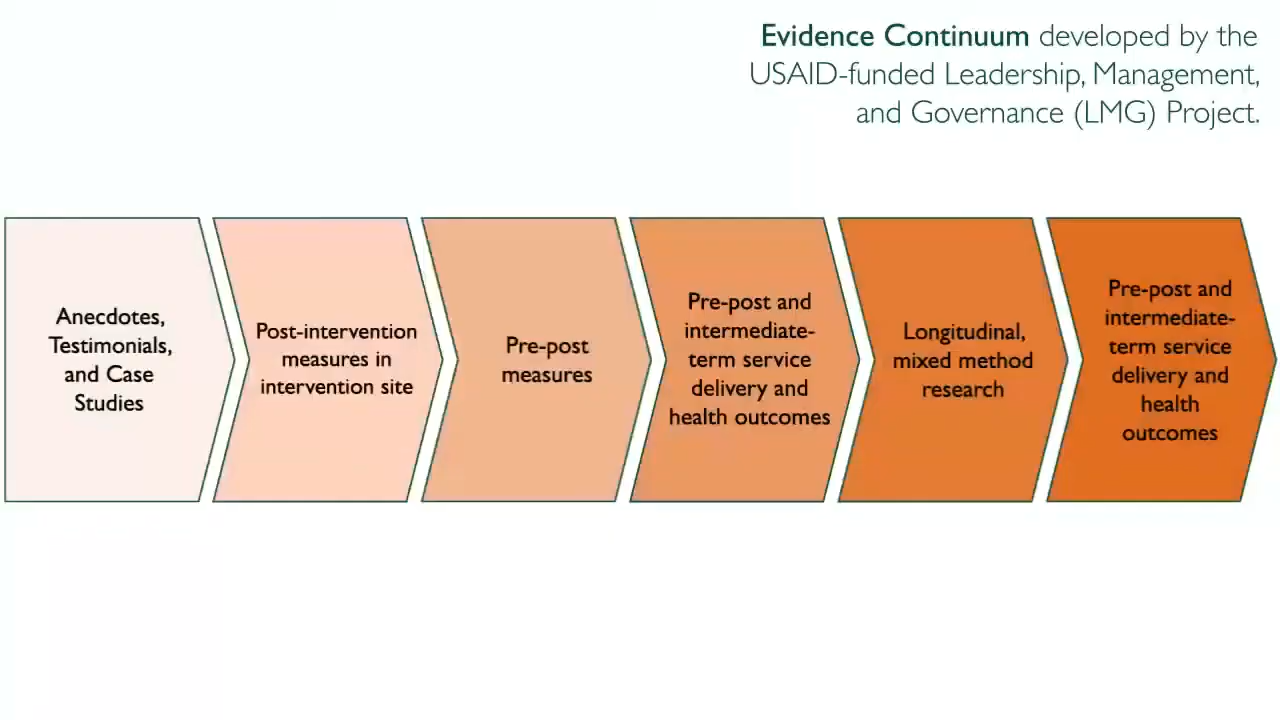 Evidence Continuum developed by the
USAID-funded Leadership, Management,
and Governance (LMG) Project.
Anecdotes,
Testimonials,
and Case
Studies
Post-intervention
measures in
intervention site
Pre-post
measures
Pre-post and
intermediate-
term service
delivery and
health outcomes
Longitudinal,
mixed method
research
Pre-post and
intermediate-
term service
delivery and
health
outcomes